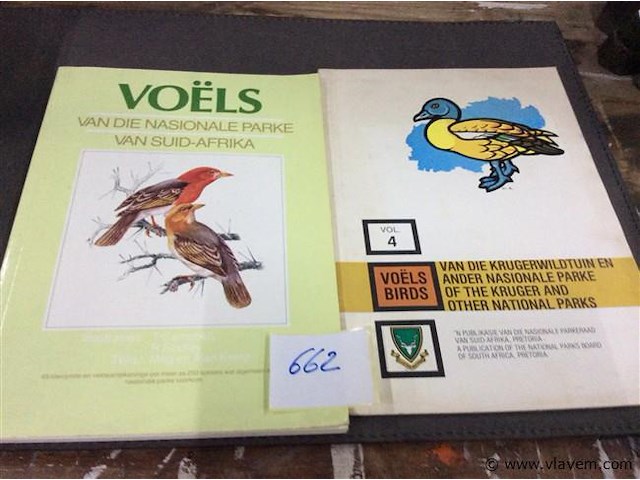 VOËLS
VAN DIE NASIONALE PARKE
VAN SUID-AFRIKA
662
VOL.
4
VOËLS
BIRDS
VAN DIE KRUGERWILDTUIN EN
ANDER NASIONALE PARKE
OF THE KRUGER AND
OTHER NATIONAL PARKS
'N PUBLIKASIE VAN DIE NASIONALE PARKERAAD
VAN SUID-AFRIKA, PRETORIA
A PUBLICATION OF THE NATIONAL PARKS BOARD
OF SOUTH AFRICA, PRETORIA
© www.vlavem.com